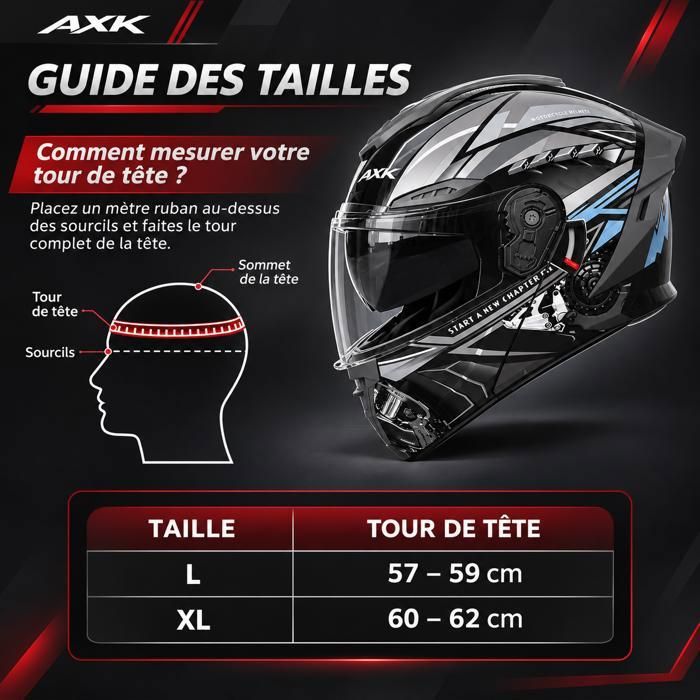 AXK
GUIDE DES TAILLES
Comment mesurer votre
tour de tête ?
Placez un mètre ruban au-dessus
des sourcils et faites le tour
complet de la tête.
Sommet
de la tête
Tour
de tête
Sourcils
MOTORCYCLE HELMETS
AXK
START A NEW CHAPTER
TAILLE TOUR DE TÊTE
L 57 – 59 cm
XL 60 – 62 cm